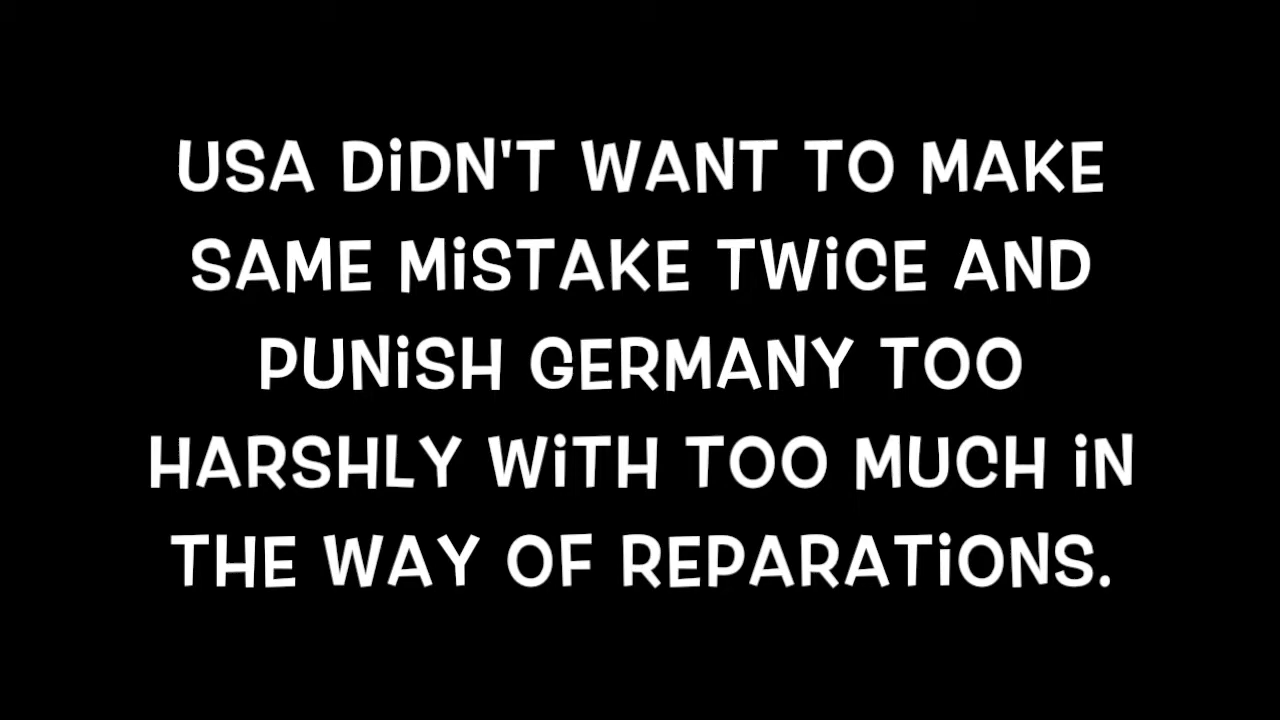 USA DiDN'T WANT TO MAKE
SAME MiSTAKE TWiCE AND
PUNiSH GERMANY TOO
HARSHLY WiTH TOO MUCH iN
THE WAY OF REPARATiONS.